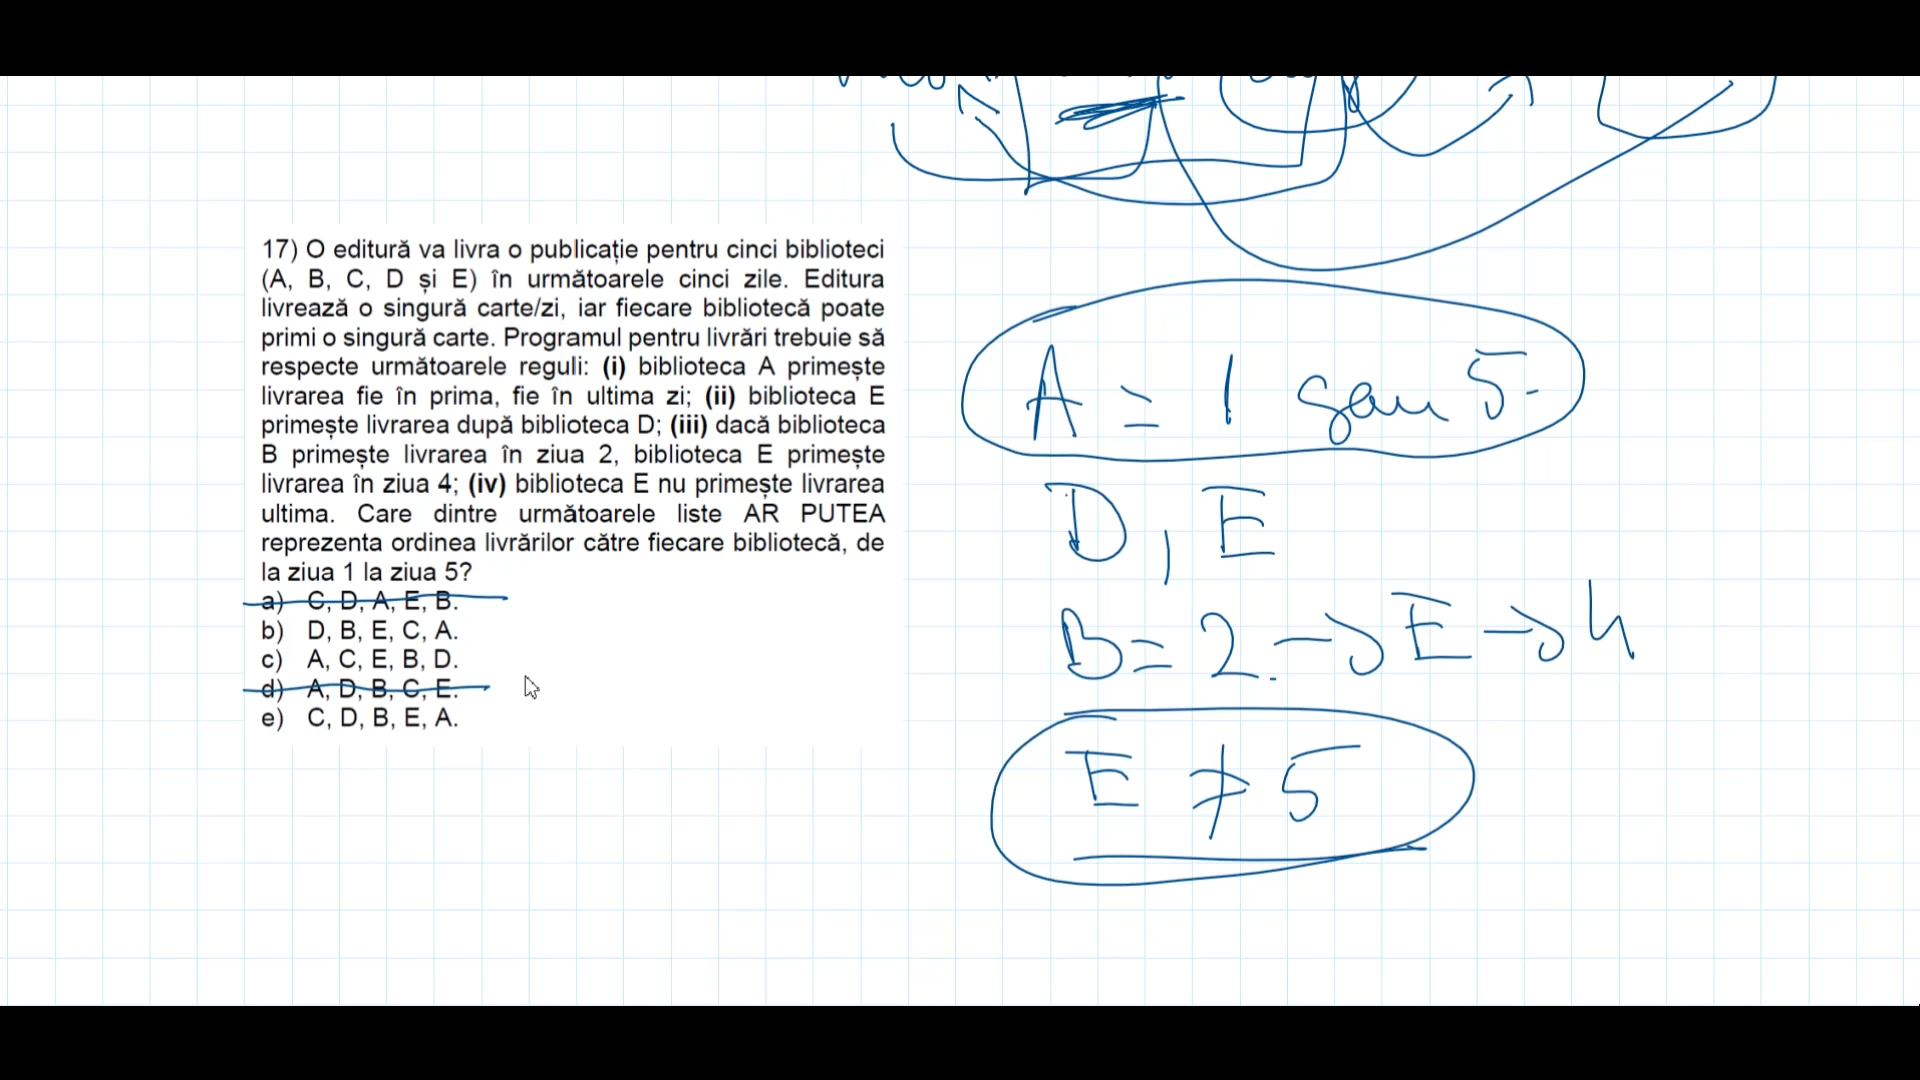 17) O editură va livra o publicație pentru cinci biblioteci
(A, B, C, D și E) în următoarele cinci zile. Editura
livrează o singură carte/zi, iar fiecare bibliotecă poate
primi o singură carte. Programul pentru livrări trebuie să
respecte următoarele reguli: (i) biblioteca A primește
livrarea fie în prima, fie în ultima zi; (ii) biblioteca E
primește livrarea după biblioteca D; (iii) dacă biblioteca
B primește livrarea în ziua 2, biblioteca E primește
livrarea în ziua 4; (iv) biblioteca E nu primește livrarea
ultima. Care dintre următoarele liste AR PUTEA
reprezenta ordinea livrărilor către fiecare bibliotecă, de
la ziua 1 la ziua 5?
a) C, D, A, E, B.
b) D, B, E, C, A.
c) A, C, E, B, D.
d) A, D, B, C, E.
e) C, D, B, E, A.
A = 1 sau 5.
D, E
B = 2. → E → 4
E ≠ 5